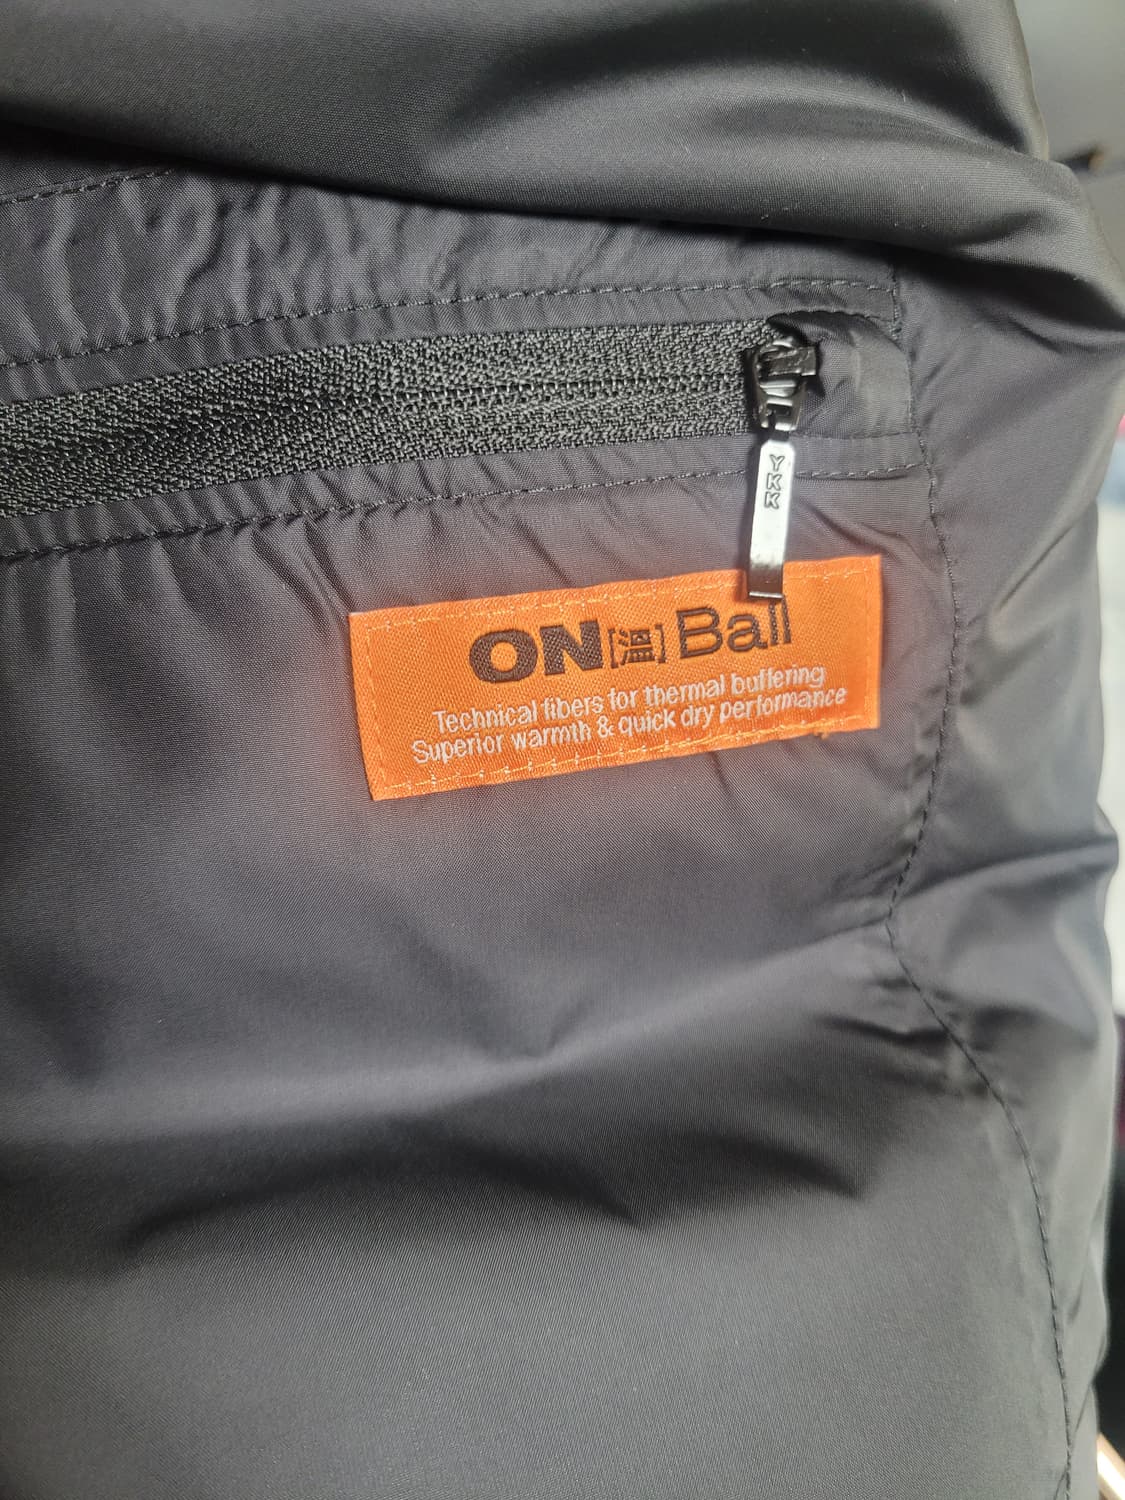 YKK
ON[温]Ball
Technical fibers for thermal buffering
Superior warmth & quick dry performance